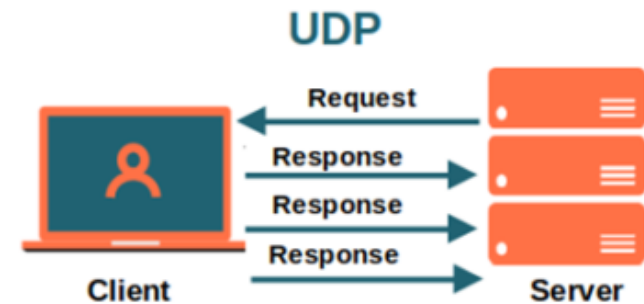 UDP
Request
Response
Response
Response
Client
Server